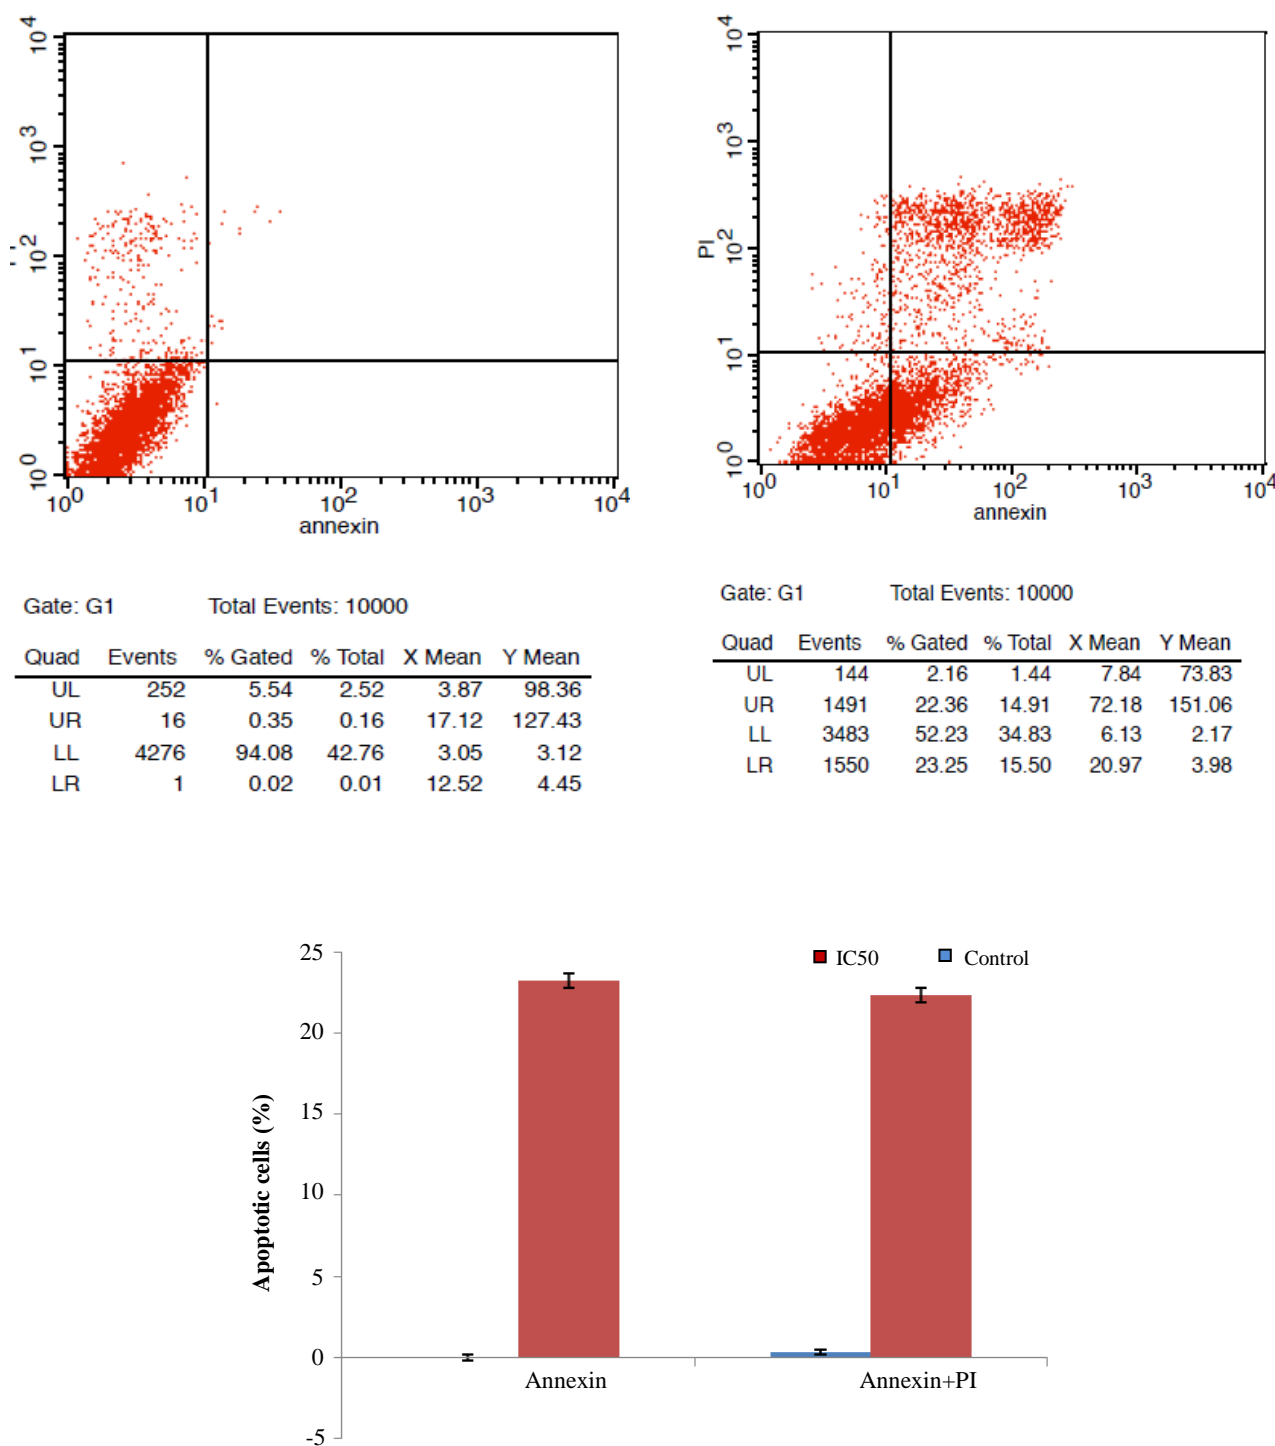 10⁴
10³
10²
10¹
10⁰
10⁰ 10¹ 10² 10³ 10⁴
annexin
PI
10⁴
10³
10²
10¹
10⁰
10⁰ 10¹ 10² 10³ 10⁴
annexin
Gate: G1 Total Events: 10000
Quad Events % Gated % Total X Mean Y Mean
UL 252 5.54 2.52 3.87 98.36
UR 16 0.35 0.16 17.12 127.43
LL 4276 94.08 42.76 3.05 3.12
LR 1 0.02 0.01 12.52 4.45
Gate: G1 Total Events: 10000
Quad Events % Gated % Total X Mean Y Mean
UL 144 2.16 1.44 7.84 73.83
UR 1491 22.36 14.91 72.18 151.06
LL 3483 52.23 34.83 6.13 2.17
LR 1550 23.25 15.50 20.97 3.98
IC50 Control
Apoptotic cells (%)
25
20
15
10
5
0
-5
Annexin Annexin+PI